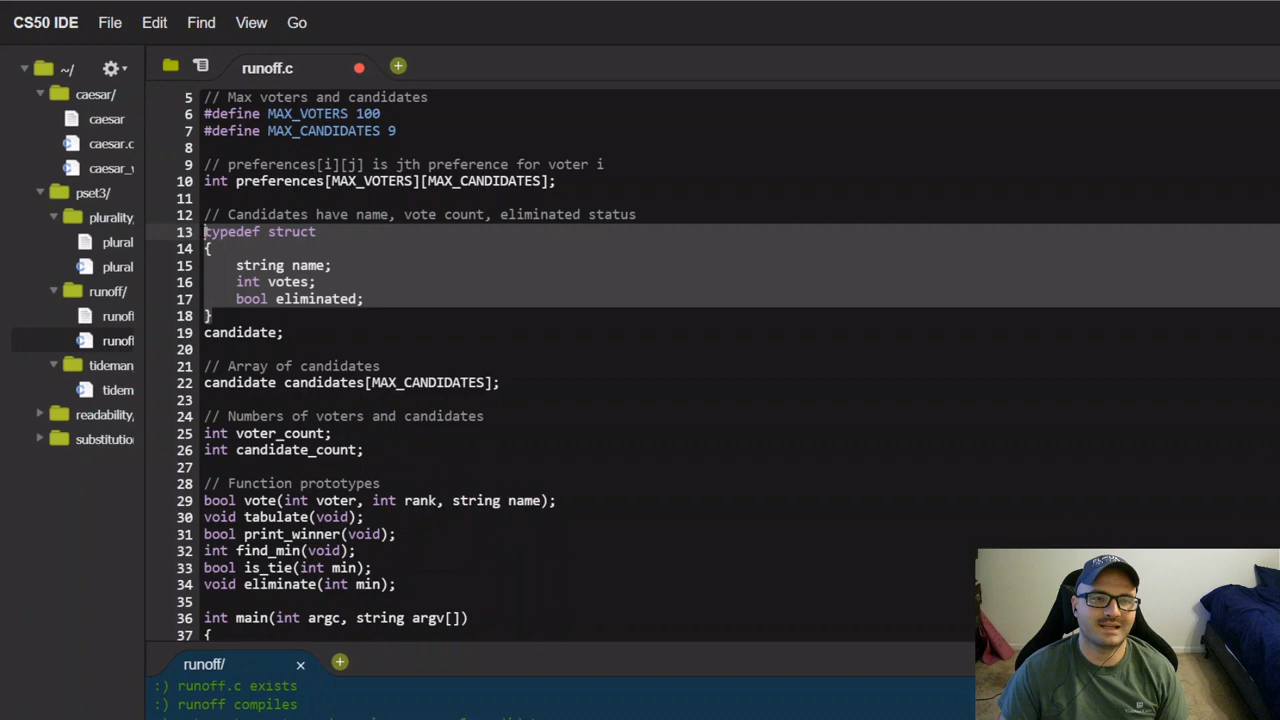 CS50 IDE File Edit Find View Go
~/
caesar/
caesar
caesar.c
caesar_v
pset3/
plurality,
plural
plural
runoff/
runof
runof
tideman
tidem
readability,
substitutio
runoff.c
5 // Max voters and candidates
6 #define MAX_VOTERS 100
7 #define MAX_CANDIDATES 9
8
9 // preferences[i][j] is jth preference for voter i
10 int preferences[MAX_VOTERS][MAX_CANDIDATES];
11
12 // Candidates have name, vote count, eliminated status
13 typedef struct
14 {
15 string name;
16 int votes;
17 bool eliminated;
18 }
19 candidate;
20
21 // Array of candidates
22 candidate candidates[MAX_CANDIDATES];
23
24 // Numbers of voters and candidates
25 int voter_count;
26 int candidate_count;
27
28 // Function prototypes
29 bool vote(int voter, int rank, string name);
30 void tabulate(void);
31 bool print_winner(void);
32 int find_min(void);
33 bool is_tie(int min);
34 void eliminate(int min);
35
36 int main(int argc, string argv[])
37 {
runoff/
:) runoff.c exists
:) runoff compiles